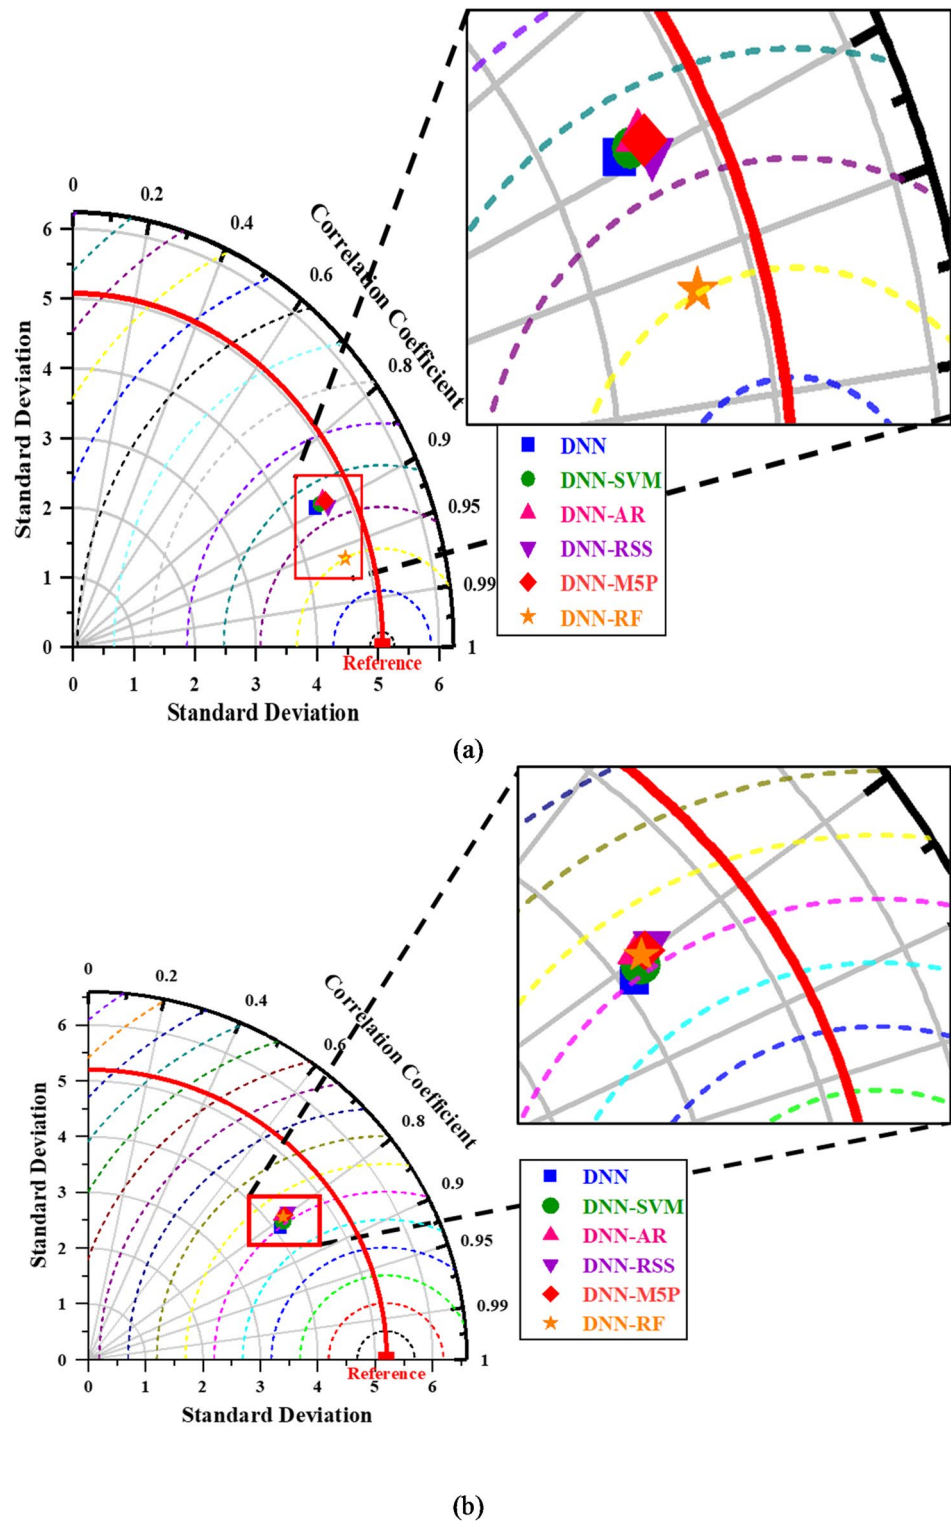 0
0.2
0.4
0.6
0.8
0.9
0.95
0.99
1
Correlation Coefficient
6
5
4
3
2
1
0
Standard Deviation
0 1 2 3 4 5 6
Reference
Standard Deviation
DNN
DNN-SVM
DNN-AR
DNN-RSS
DNN-M5P
DNN-RF
(a)
0
0.2
0.4
0.6
0.8
0.9
0.95
0.99
1
Correlation Coefficient
6
5
4
3
2
1
0
Standard Deviation
0 1 2 3 4 5 6
Reference
Standard Deviation
DNN
DNN-SVM
DNN-AR
DNN-RSS
DNN-M5P
DNN-RF
(b)